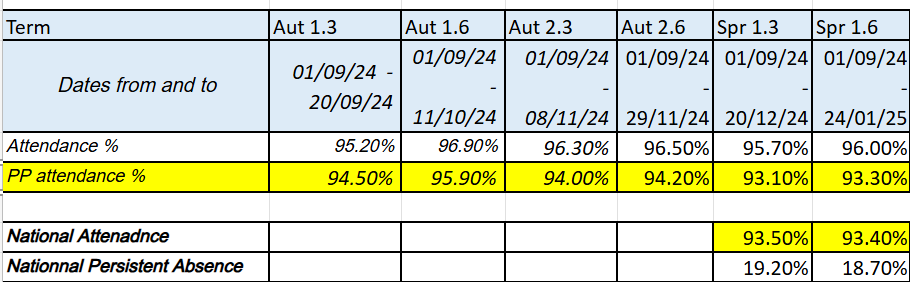 Term Aut 1.3 Aut 1.6 Aut 2.3 Aut 2.6 Spr 1.3 Spr 1.6
Dates from and to 01/09/24 - 20/09/24 01/09/24 - 11/10/24 01/09/24 - 08/11/24 01/09/24 - 29/11/24 01/09/24 - 20/12/24 01/09/24 - 24/01/25
Attendance % 95.20% 96.90% 96.30% 96.50% 95.70% 96.00%
PP attendance % 94.50% 95.90% 94.00% 94.20% 93.10% 93.30%
National Attenadnce 93.50% 93.40%
Nationnal Persistent Absence 19.20% 18.70%